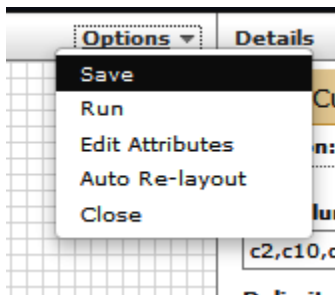 Options
Details
Save
Run
Edit Attributes
Auto Re-layout
Close
c2,c10,